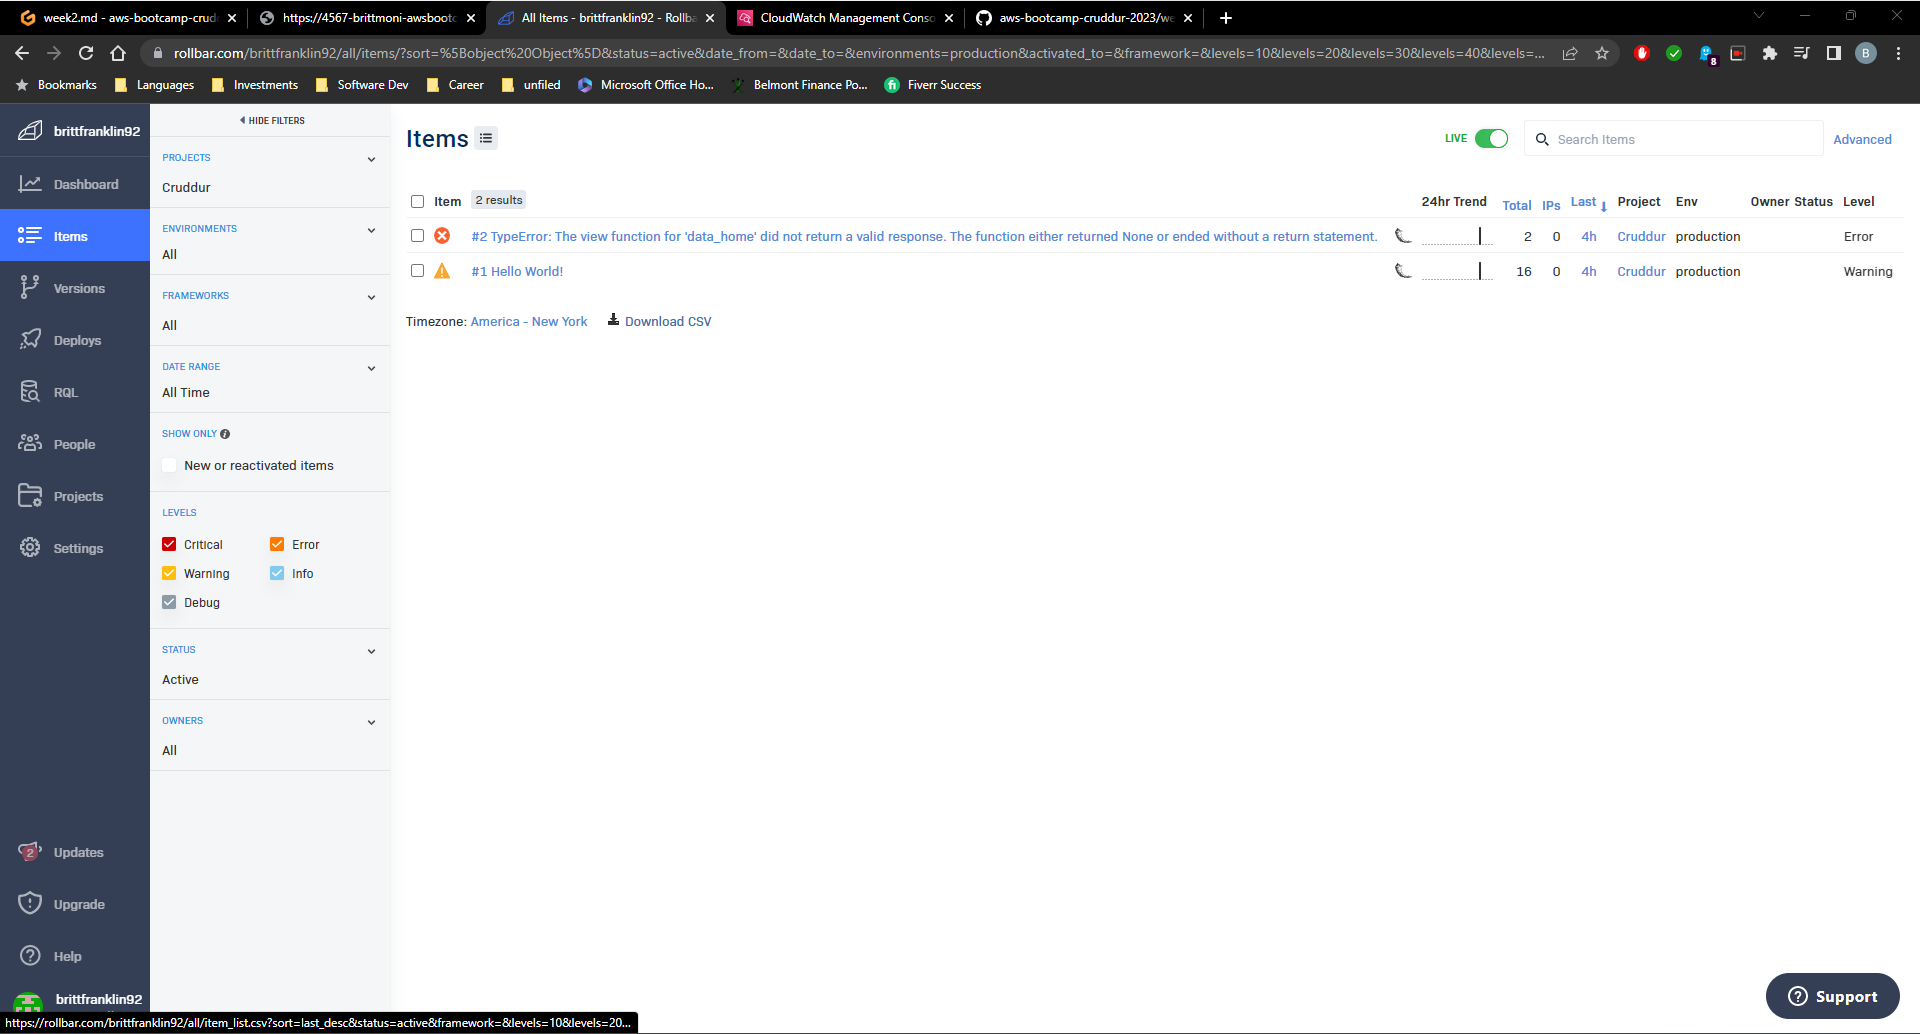 week2.md - aws-bootcamp-crud
https://4567-brittmoni-awsbootc
All Items - brittfranklin92 - Rollba
CloudWatch Management Conso
aws-bootcamp-cruddur-2023/we
rollbar.com/brittfranklin92/all/items/?sort=%5Bobject%20Object%5D&status=active&date_from=&date_to=&environments=production&activated_to=&framework=&levels=10&levels=20&levels=30&levels=40&levels=...
8
B
Bookmarks
Languages
Investments
Software Dev
Career
unfiled
Microsoft Office Ho...
Belmont Finance Po...
Fiverr Success
brittfranklin92
Dashboard
Items
Versions
Deploys
RQL
People
Projects
Settings
2
Updates
Upgrade
Help
brittfranklin92
HIDE FILTERS
PROJECTS
Cruddur
ENVIRONMENTS
All
FRAMEWORKS
All
DATE RANGE
All Time
SHOW ONLY
New or reactivated items
LEVELS
Critical Error
Warning Info
Debug
STATUS
Active
OWNERS
All
Items
LIVE
Search Items
Advanced
Item 2 results 24hr Trend Total IPs Last Project Env Owner Status Level
#2 TypeError: The view function for 'data_home' did not return a valid response. The function either returned None or ended without a return statement. 2 0 4h Cruddur production Error
#1 Hello World! 16 0 4h Cruddur production Warning
Timezone: America - New York Download CSV
Support
https://rollbar.com/brittfranklin92/all/item_list.csv?sort=last_desc&status=active&framework=&levels=10&levels=20...